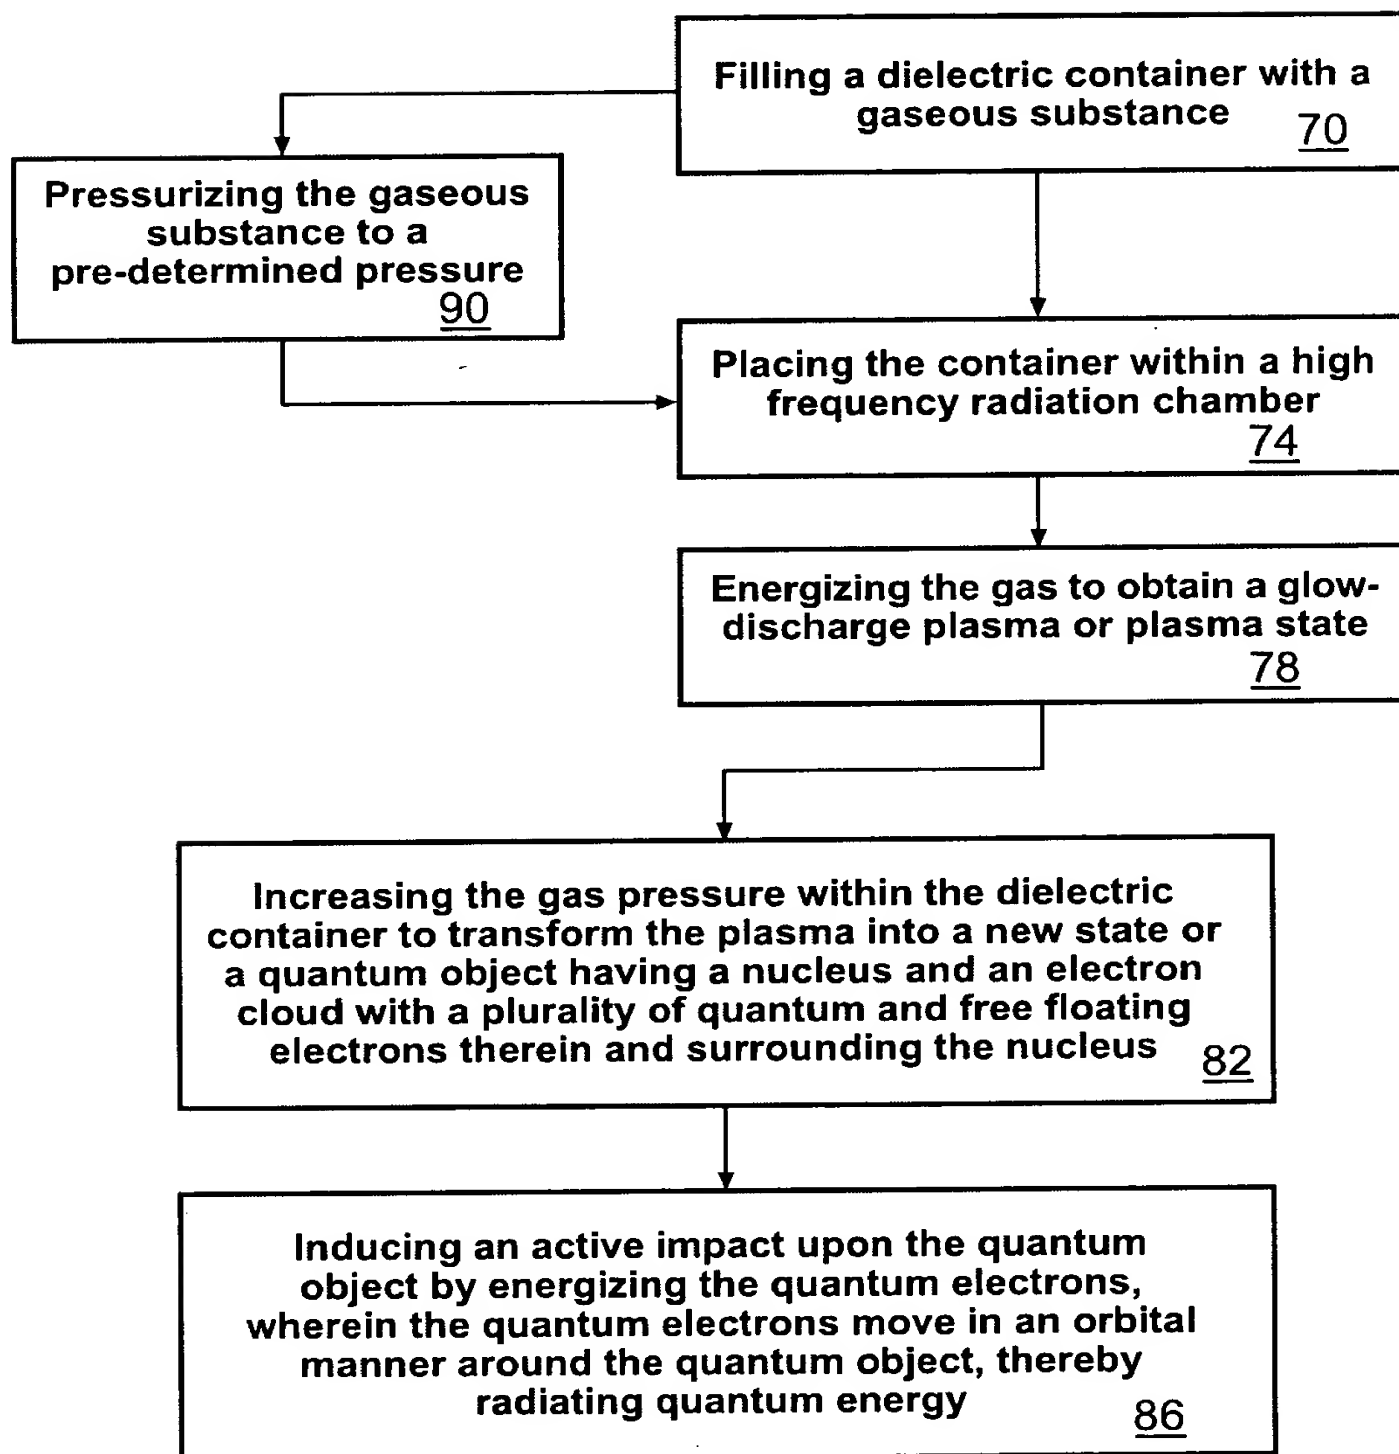 Filling a dielectric container with a
gaseous substance
70
Pressurizing the gaseous
substance to a
pre-determined pressure
90
Placing the container within a high
frequency radiation chamber
74
Energizing the gas to obtain a glow-
discharge plasma or plasma state
78
Increasing the gas pressure within the dielectric
container to transform the plasma into a new state or
a quantum object having a nucleus and an electron
cloud with a plurality of quantum and free floating
electrons therein and surrounding the nucleus
82
Inducing an active impact upon the quantum
object by energizing the quantum electrons,
wherein the quantum electrons move in an orbital
manner around the quantum object, thereby
radiating quantum energy
86